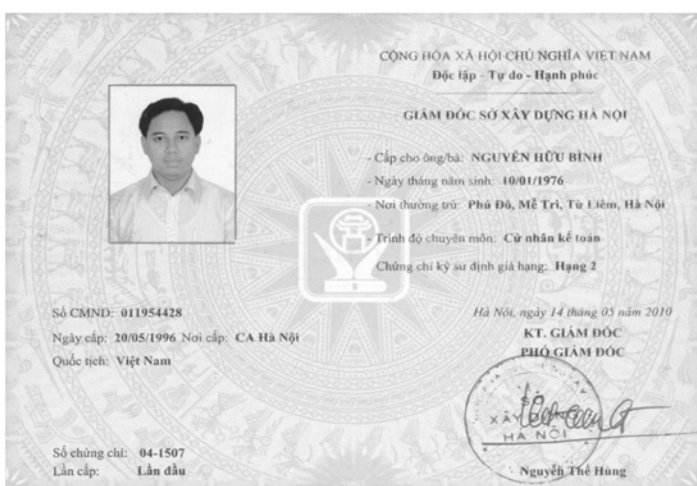 CỘNG HÒA XÃ HỘI CHỦ NGHĨA VIỆT NAM
Độc lập - Tự do - Hạnh phúc
GIÁM ĐỐC SỞ XÂY DỰNG HÀ NỘI
- Cấp cho ông/bà: NGUYỄN HỮU BÌNH
- Ngày tháng năm sinh: 10/01/1976
- Nơi thường trú: Phú Đô, Mễ Trì, Từ Liêm, Hà Nội
- Trình độ chuyên môn: Cử nhân kế toán
Chứng chỉ kỹ sư định giá hạng: Hạng 2
Số CMND: 011954428
Ngày cấp: 20/05/1996 Nơi cấp: CA Hà Nội
Quốc tịch: Việt Nam
Hà Nội, ngày 14 tháng 05 năm 2010
KT. GIÁM ĐỐC
PHÓ GIÁM ĐỐC
SỞ
XÂY DỰNG
HÀ NỘI
Số chứng chỉ: 04-1507
Lần cấp: Lần đầu
Nguyễn Thế Hùng